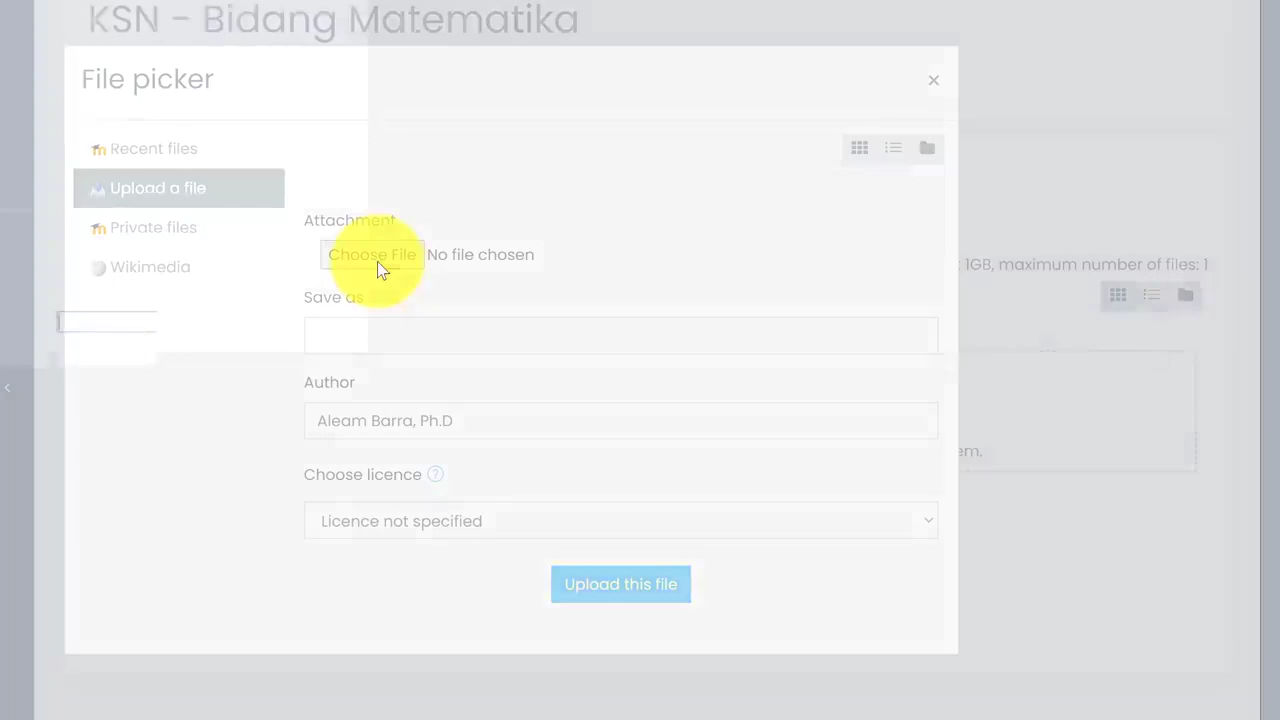 KSN - Bidang Matematika
File picker
Recent files
Upload a file
Private files
Wikimedia
Attachment
Choose File No file chosen
Save as
Author
Aleam Barra, Ph.D
Choose licence
Licence not specified
Upload this file
: 1GB, maximum number of files: 1
em.